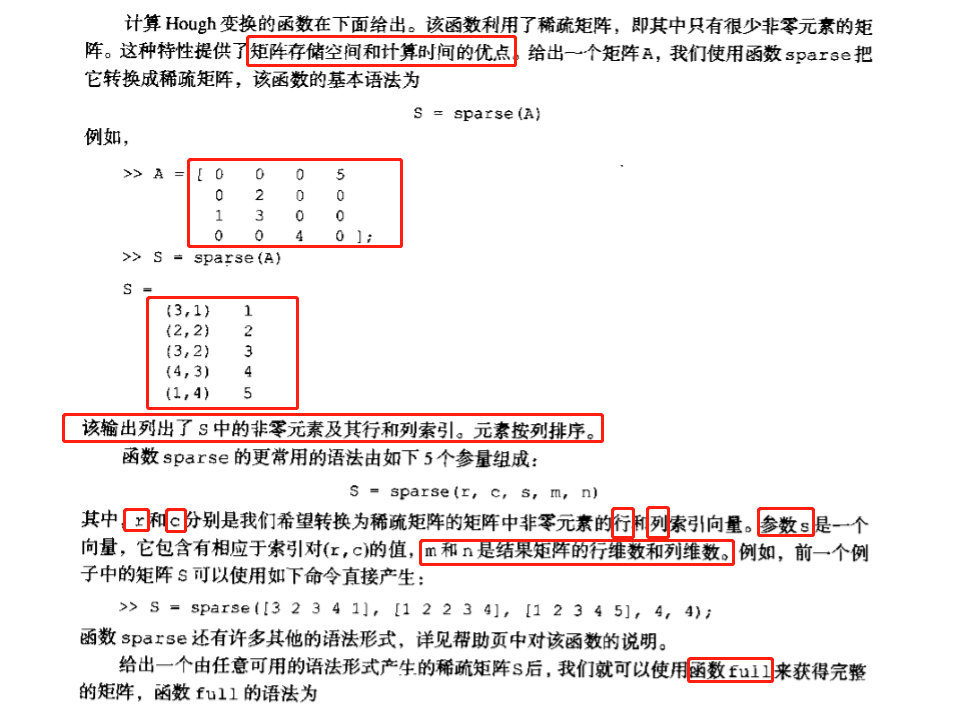 计算 Hough 变换的函数在下面给出。该函数利用了稀疏矩阵，即其中只有很少非零元素的矩
阵。这种特性提供了矩阵存储空间和计算时间的优点。给出一个矩阵 A，我们使用函数 sparse 把
它转换成稀疏矩阵，该函数的基本语法为
S = sparse(A)
例如，
>> A = [ 0 0 0 5
0 2 0 0
1 3 0 0
0 0 4 0 ];
>> S = sparse(A)
S =
(3,1) 1
(2,2) 2
(3,2) 3
(4,3) 4
(1,4) 5
该输出列出了 S 中的非零元素及其行和列索引。元素按列排序。
函数 sparse 的更常用的语法由如下 5 个参量组成：
S = sparse(r, c, s, m, n)
其中，r 和 c 分别是我们希望转换为稀疏矩阵的矩阵中非零元素的行和列索引向量。参数 s 是一个
向量，它包含有相应于索引对(r,c)的值，m 和 n 是结果矩阵的行维数和列维数。例如，前一个例
子中的矩阵 S 可以使用如下命令直接产生：
>> S = sparse([3 2 3 4 1], [1 2 2 3 4], [1 2 3 4 5], 4, 4);
函数 sparse 还有许多其他的语法形式，详见帮助页中对该函数的说明。
给出一个由任意可用的语法形式产生的稀疏矩阵 S 后，我们就可以使用函数 full 来获得完整
的矩阵，函数 full 的语法为